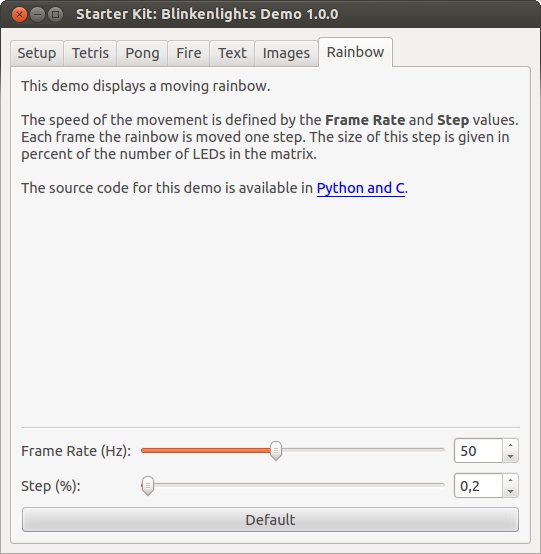 Starter Kit: Blinkenlights Demo 1.0.0
Setup Tetris Pong Fire Text Images Rainbow
This demo displays a moving rainbow.
The speed of the movement is defined by the Frame Rate and Step values.
Each frame the rainbow is moved one step. The size of this step is given in
percent of the number of LEDs in the matrix.
The source code for this demo is available in Python and C.
Frame Rate (Hz): 50
Step (%): 0,2
Default